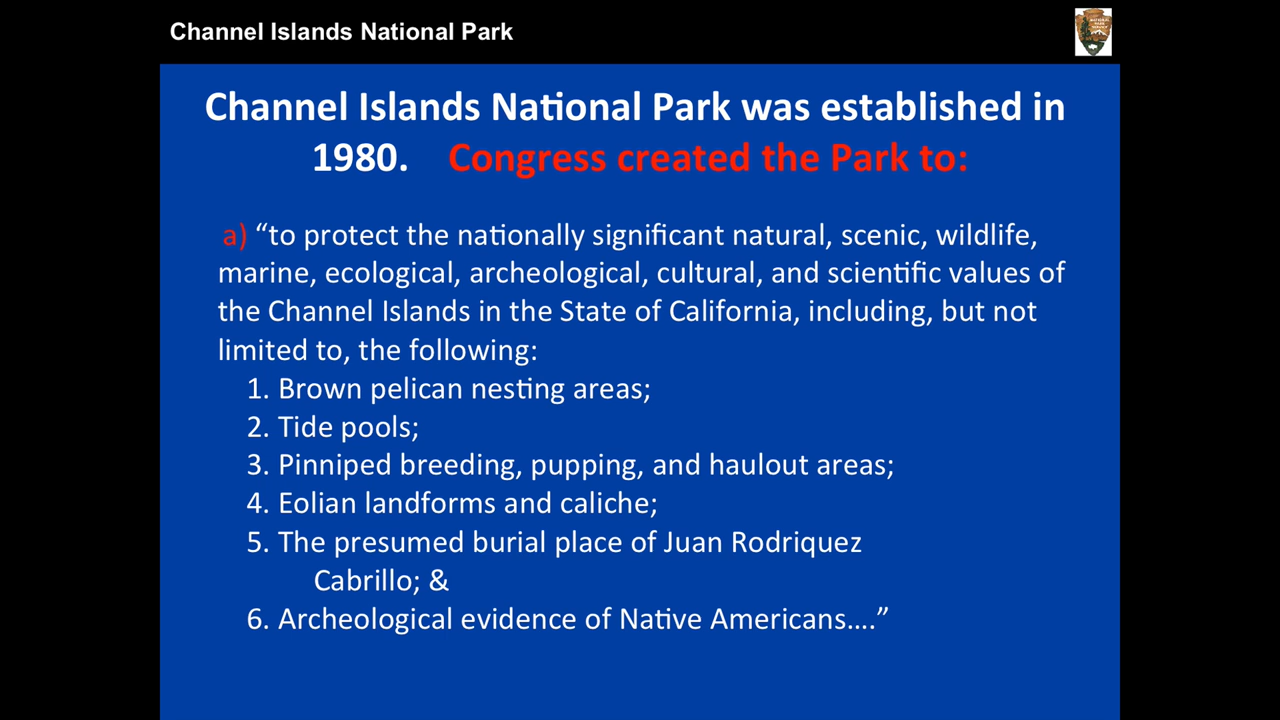 Channel Islands National Park
Channel Islands National Park was established in
1980. Congress created the Park to:
a) “to protect the nationally significant natural, scenic, wildlife,
marine, ecological, archeological, cultural, and scientific values of
the Channel Islands in the State of California, including, but not
limited to, the following:
1. Brown pelican nesting areas;
2. Tide pools;
3. Pinniped breeding, pupping, and haulout areas;
4. Eolian landforms and caliche;
5. The presumed burial place of Juan Rodriquez
Cabrillo; &
6. Archeological evidence of Native Americans….”